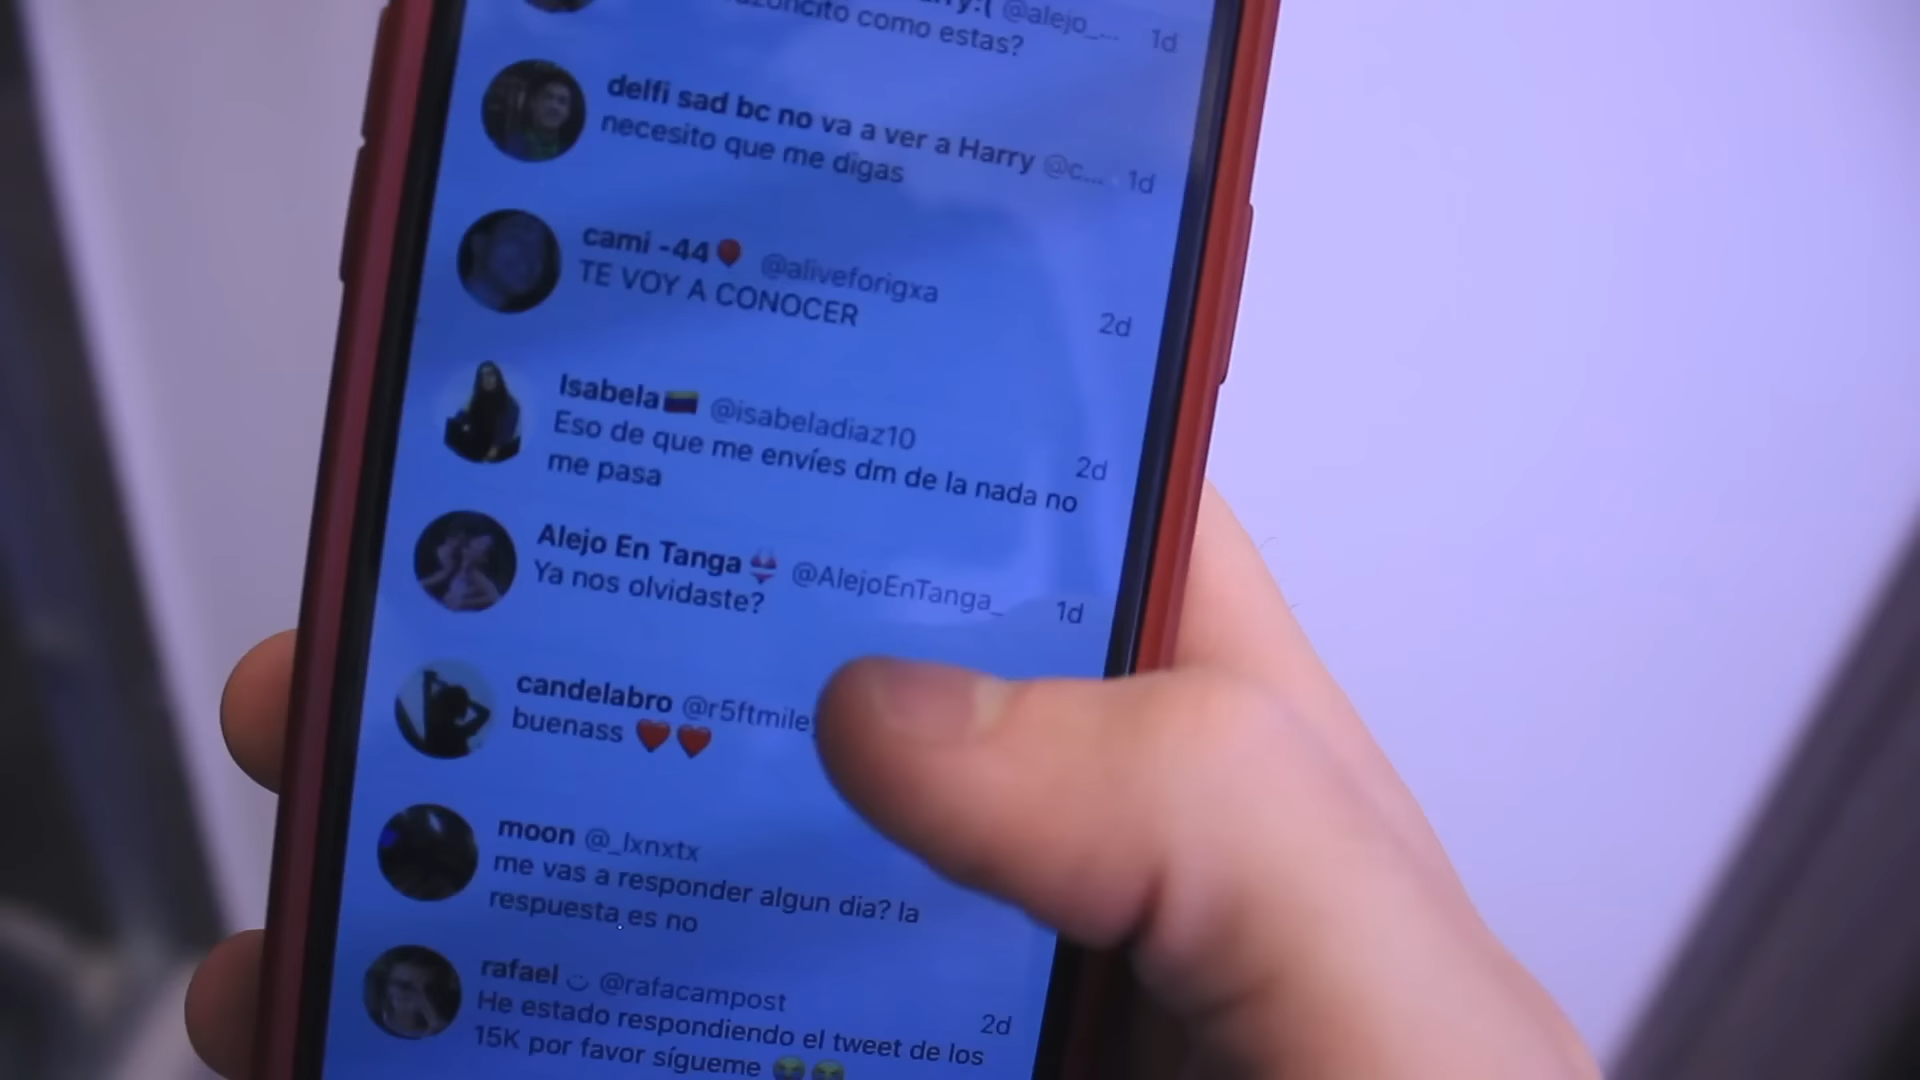 @alejo_... 1d
como estas?
delfi sad bc no va a ver a Harry @c... · 1d
necesito que me digas
cami -44🌹 @aliveforigxa
TE VOY A CONOCER
2d
Isabela🇻🇪 @isabeladiaz10
2d
Eso de que me envíes dm de la nada no
me pasa
Alejo En Tanga👙 @AlejoEnTanga_
1d
Ya nos olvidaste?
candelabro @r5ftmile
buenass ❤️❤️
moon @_lxnxtx
me vas a responder algun dia? la
respuesta es no
rafael @rafacampost
2d
He estado respondiendo el tweet de los
15K por favor sígueme 😭😭